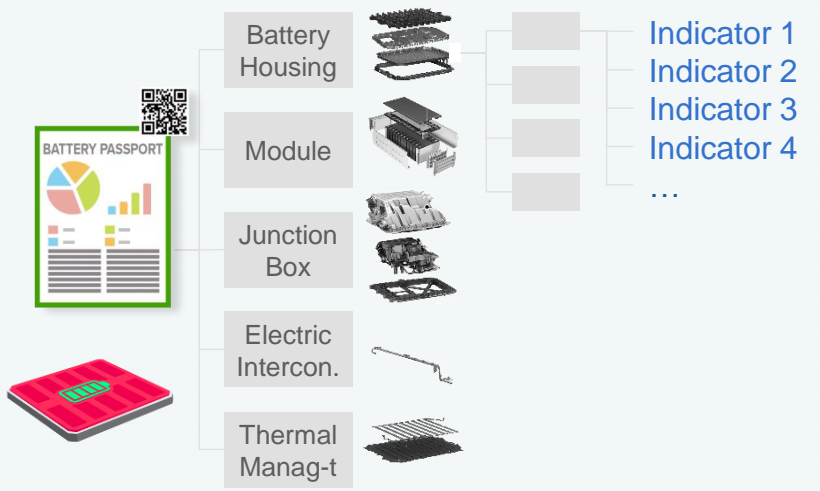 BATTERY PASSPORT
Battery
Housing
Module
Junction
Box
Electric
Intercon.
Thermal
Manag-t
Indicator 1
Indicator 2
Indicator 3
Indicator 4
…